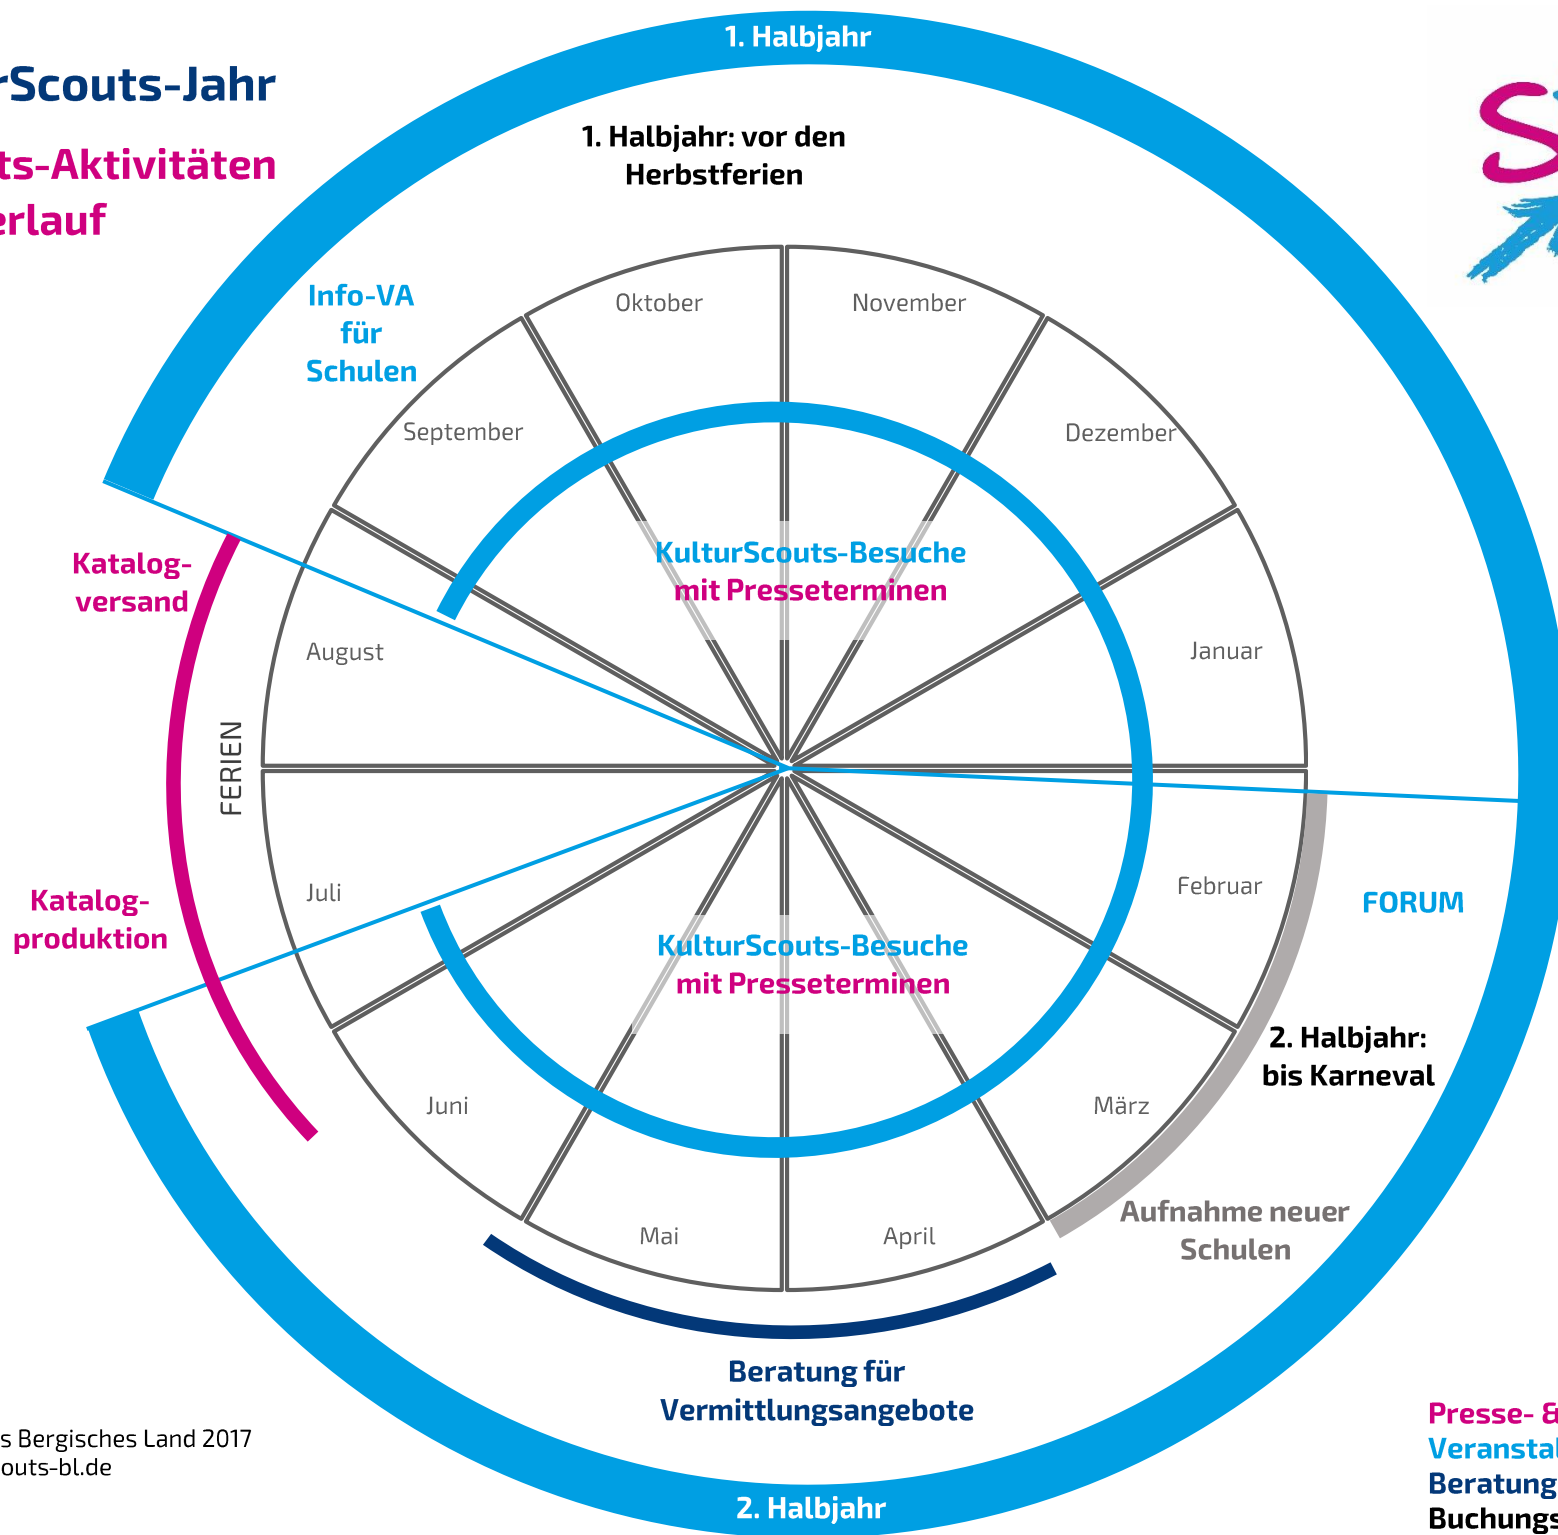 1. Halbjahr
rScouts-Jahr
ts-Aktivitäten
erlauf
1. Halbjahr: vor den
Herbstferien
Info-VA
für
Schulen
Oktober
November
September
Dezember
Katalog-
versand
KulturScouts-Besuche
mit Presseterminen
August
Januar
FERIEN
Juli
Februar
Katalog-
produktion
FORUM
KulturScouts-Besuche
mit Presseterminen
2. Halbjahr:
bis Karneval
Juni
März
Aufnahme neuer
Schulen
Mai
April
Beratung für
Vermittlungsangebote
s Bergisches Land 2017
outs-bl.de
Presse- &
Veranstal
Beratung
Buchungs
2. Halbjahr